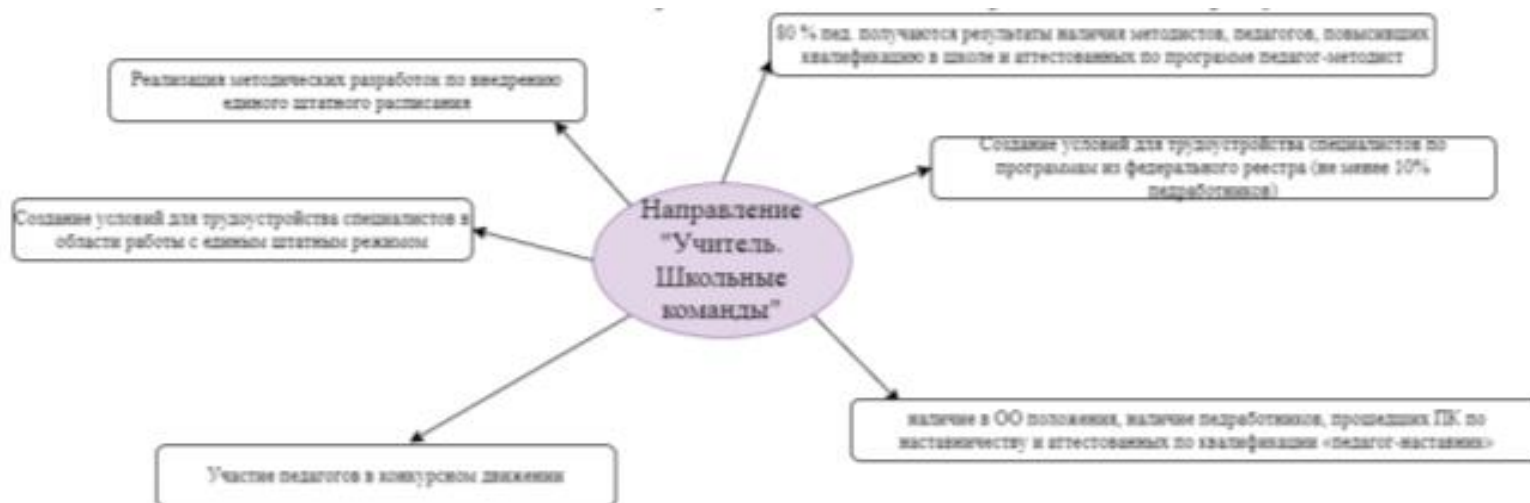 80 % пед. получаются результаты наличия методистов, педагогов, повысивших
квалификацию в школе и аттестованных по программе педагог-методист
Реализация методических разработок по внедрению
единого штатного расписания
Создание условий для трудоустройства специалистов по
программам из федерального реестра (не менее 10%
педработников)
Создание условий для трудоустройства специалистов в
области работы с единым штатным режимом
Направление
"Учитель.
Школьные
команды"
наличие в ОО положения, наличие педработников, прошедших ПК по
наставничеству и аттестованных по квалификации «педагог-наставник»
Участие педагогов в конкурсном движении